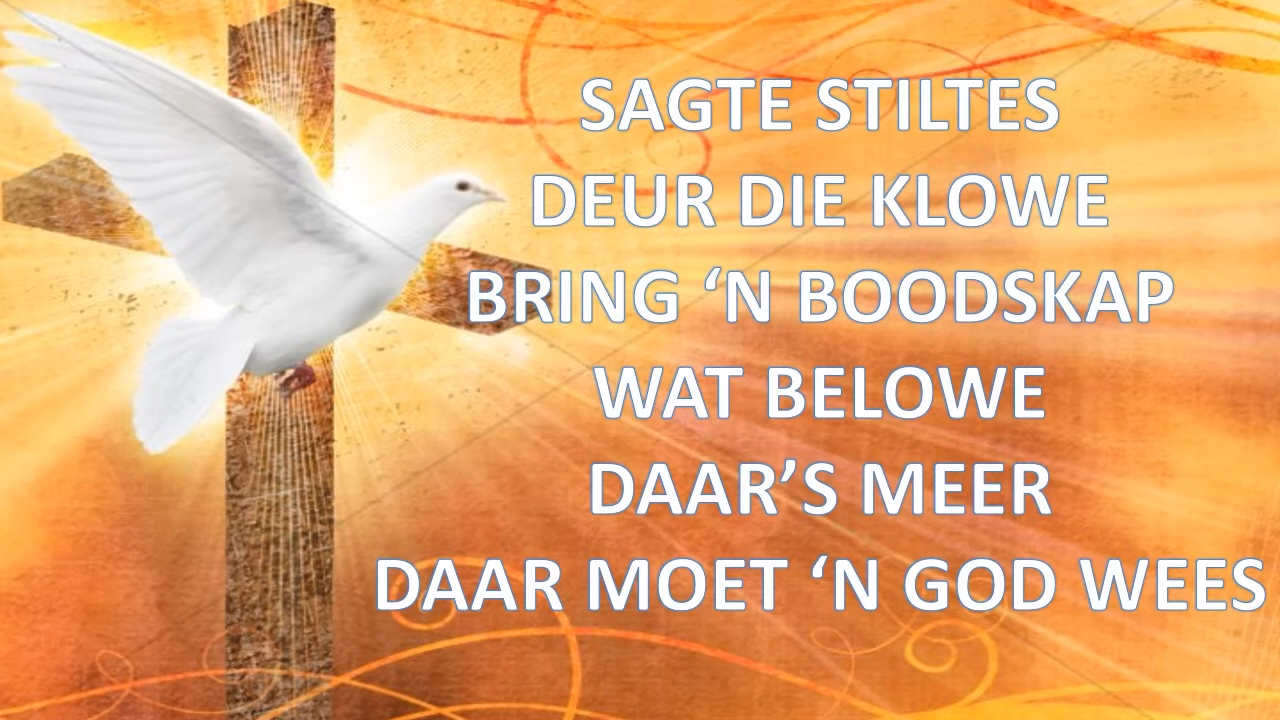 SAGTE STILTES
DEUR DIE KLOWE
BRING ‘N BOODSKAP
WAT BELOWE
DAAR’S MEER
DAAR MOET ‘N GOD WEES